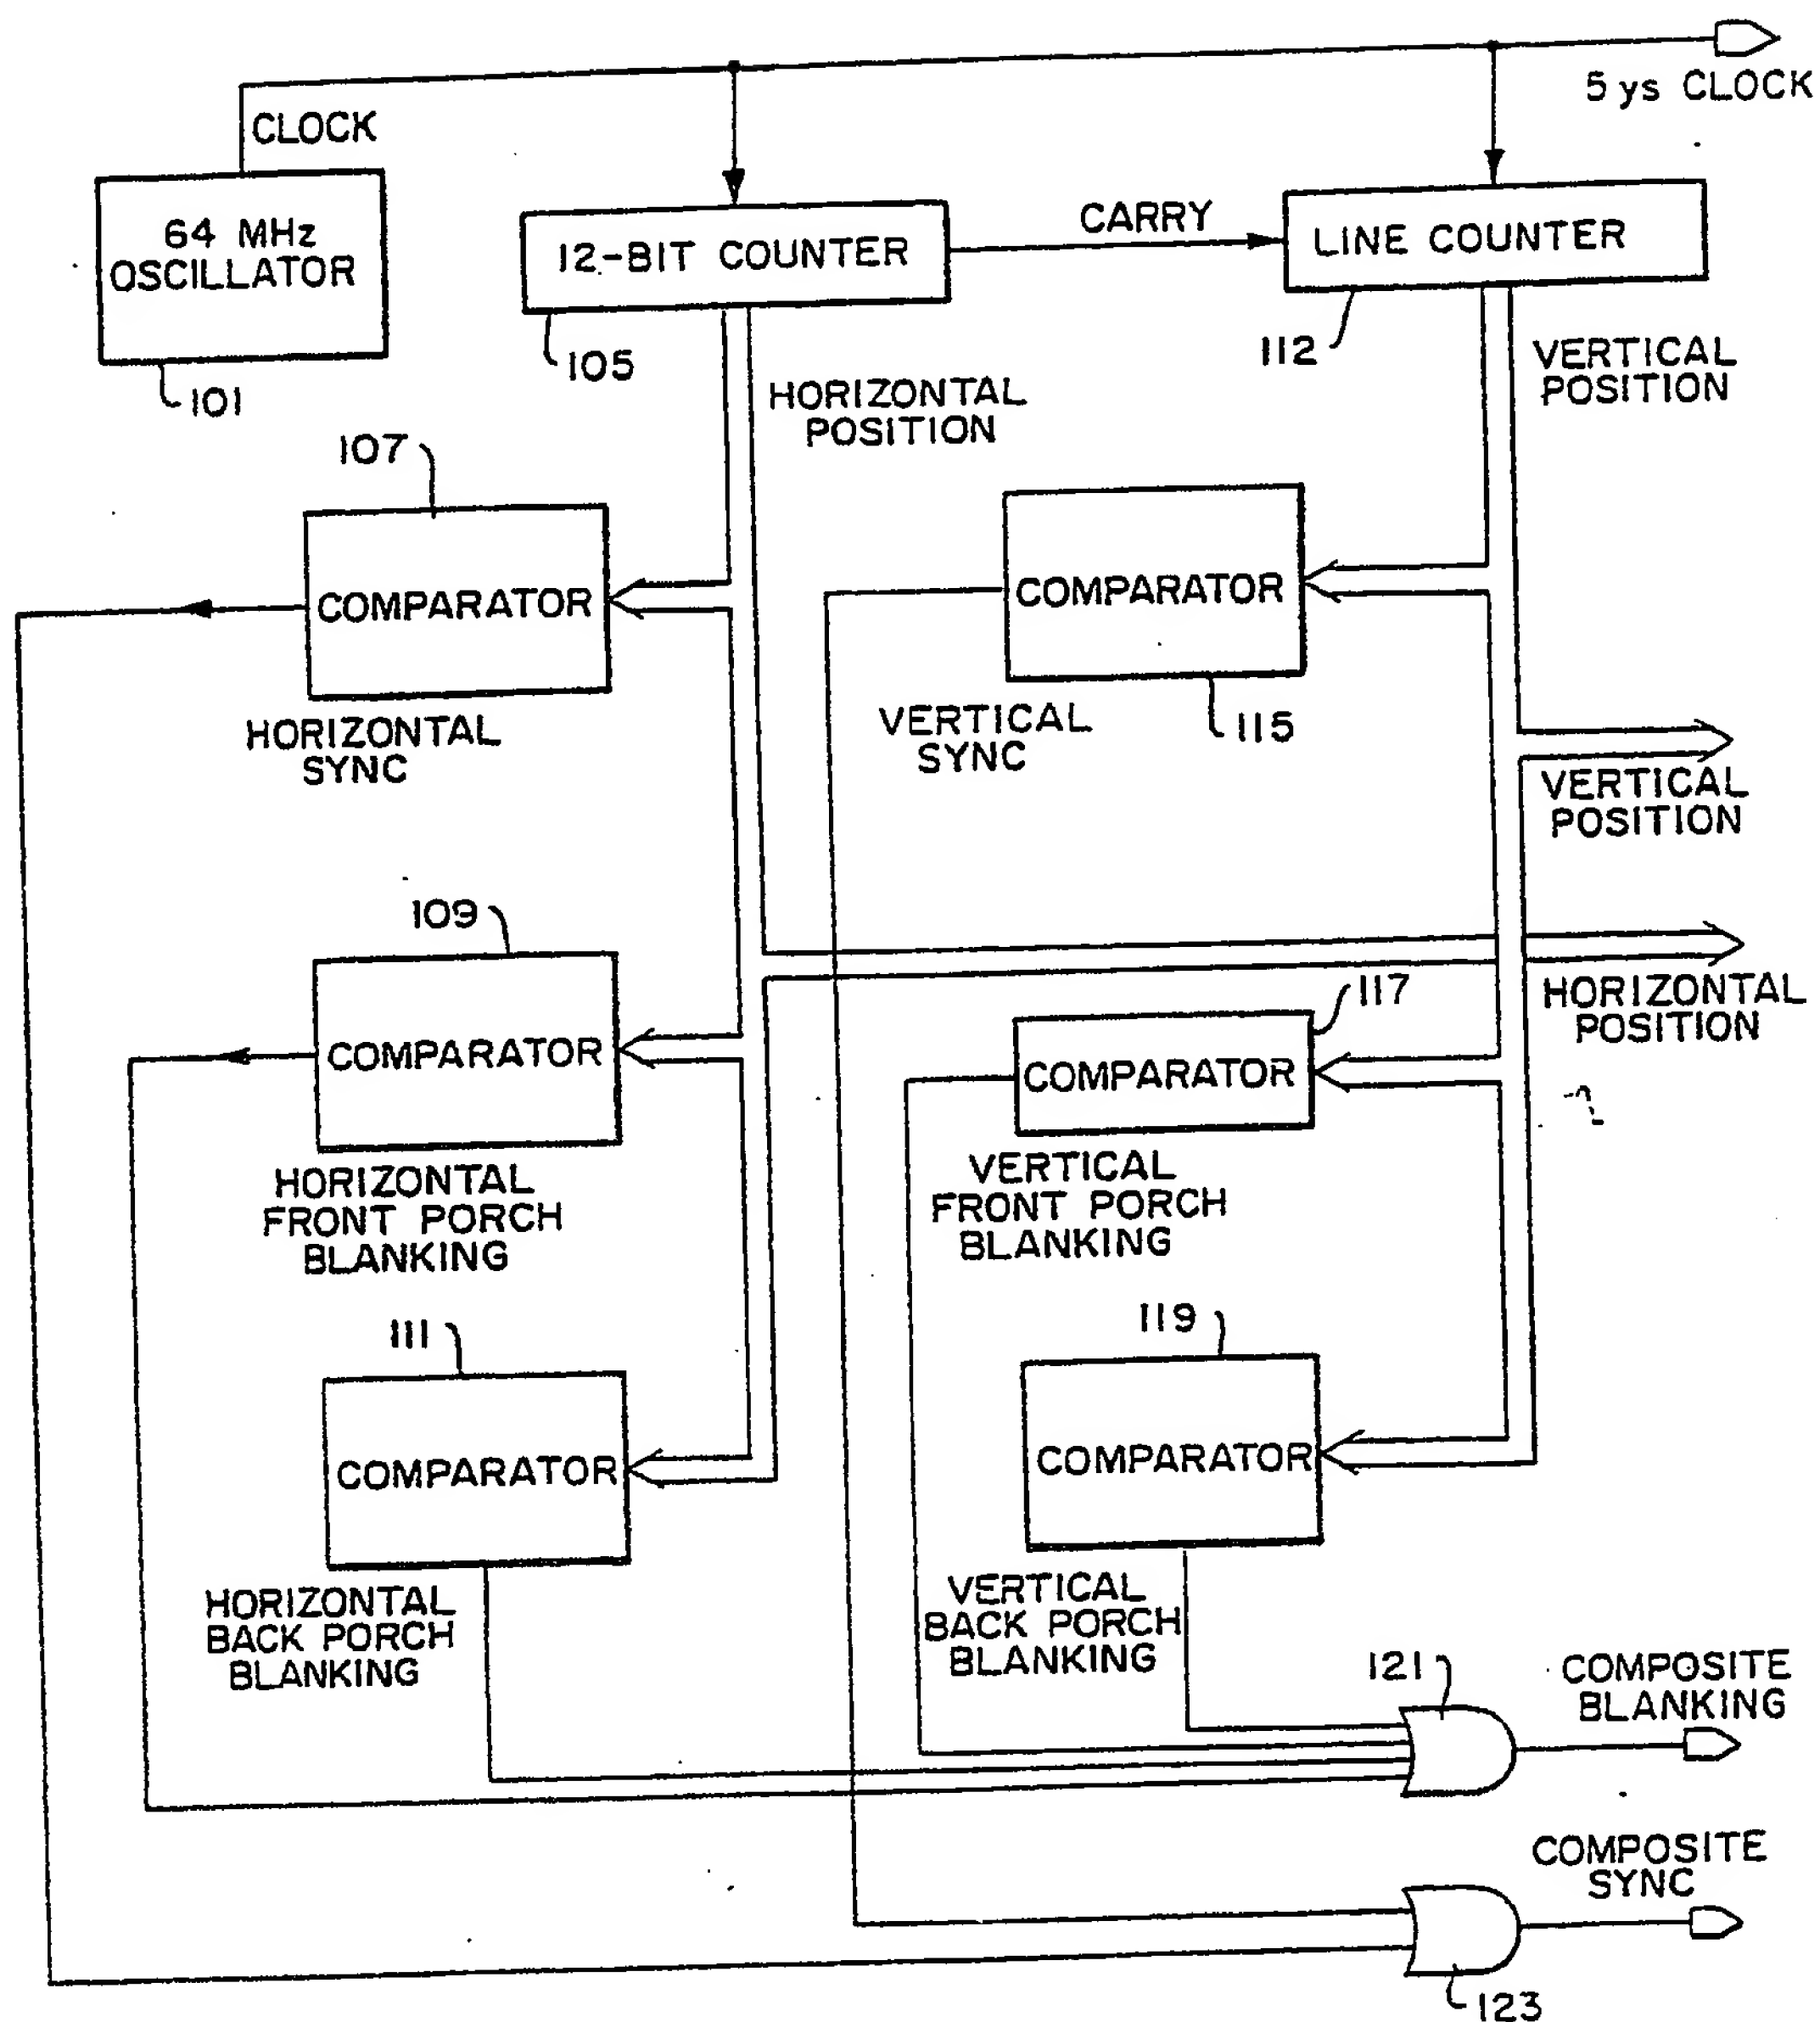 5 ys CLOCK
CLOCK
64 MHz
OSCILLATOR
101
12-BIT COUNTER
105
CARRY
LINE COUNTER
112
HORIZONTAL
POSITION
VERTICAL
POSITION
107
COMPARATOR
HORIZONTAL
SYNC
COMPARATOR
115
VERTICAL
SYNC
VERTICAL
POSITION
109
COMPARATOR
HORIZONTAL
FRONT PORCH
BLANKING
HORIZONTAL
POSITION
117
COMPARATOR
VERTICAL
FRONT PORCH
BLANKING
111
COMPARATOR
HORIZONTAL
BACK PORCH
BLANKING
119
COMPARATOR
VERTICAL
BACK PORCH
BLANKING
121
COMPOSITE
BLANKING
COMPOSITE
SYNC
123